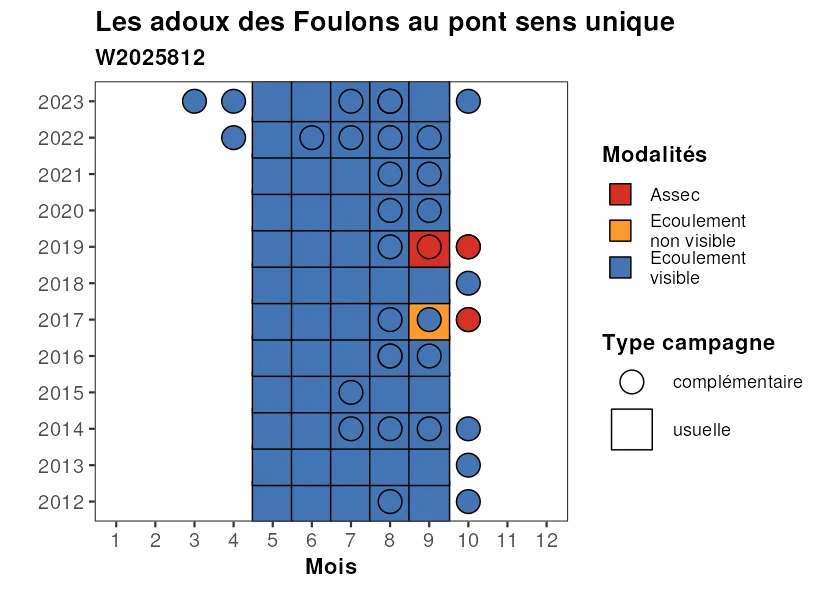 Les adoux des Foulons au pont sens unique
W2025812
2023
2022
2021
2020
2019
2018
2017
2016
2015
2014
2013
2012
1 2 3 4 5 6 7 8 9 10 11 12
Mois
Modalités
Assec
Ecoulement
non visible
Ecoulement
visible
Type campagne
complémentaire
usuelle